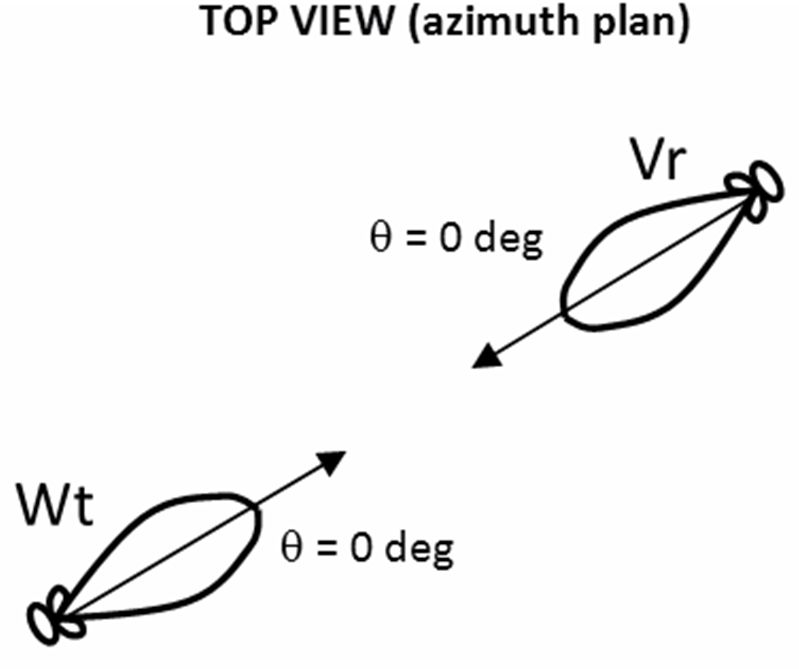 TOP VIEW (azimuth plan)
Vr
θ = 0 deg
Wt
θ = 0 deg